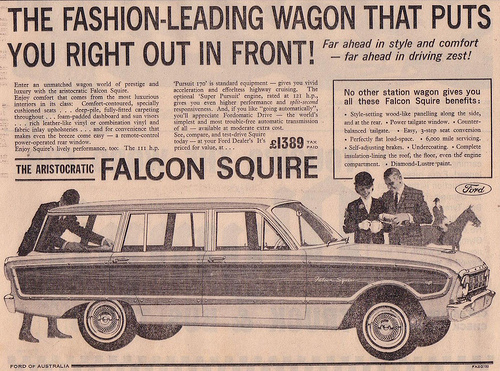 THE FASHION-LEADING WAGON THAT PUTS
YOU RIGHT OUT IN FRONT!
Far ahead in style and comfort
— far ahead in driving zest!
Enter an unmatched wagon world of prestige and
luxury with the aristocratic Falcon Squire.
Enjoy comfort that comes from the most luxurious
interiors in its class: Comfort-contoured, specially
cushioned seats . . . deep-pile, fully-fitted carpeting
throughout . . . foam-padded dashboard and sun visors
- rich leather-like vinyl or combination vinyl and
fabric inlay upholsteries . . . and for convenience that
makes even the breeze come easy — a remote-control
power-operated rear window.
Enjoy Squire's lively performance, too: The 111 h.p.
'Pursuit 170' is standard equipment — gives you vivid
acceleration and effortless highway cruising. The
optional 'Super Pursuit' engine, rated at 121 h.p.,
gives you even higher performance and split-second
responsiveness. And, if you like "going automatically",
you'll appreciate Fordomatic Drive — the world's
simplest and most trouble-free automatic transmission
of all — available at moderate extra cost.
See, compare, and test-drive Squire
today — at your Ford Dealer's It's
priced for value, at . . .
£1389 TAX PAID
No other station wagon gives you
all these Falcon Squire benefits:
• Style-setting wood-like panelling along the side,
and at the rear. • Power tailgate window. • Counter-
balanced tailgate. • Easy, 3-step seat conversion
• Perfectly flat load-space. • 6,000 mile servicing.
• Self-adjusting brakes. • Undercoating. • Complete
insulation-lining the roof, the floor, even the engine
compartment. • Diamond-Lustre paint.
THE ARISTOCRATIC FALCON SQUIRE
Ford
Falcon Squire
FORD OF AUSTRALIA